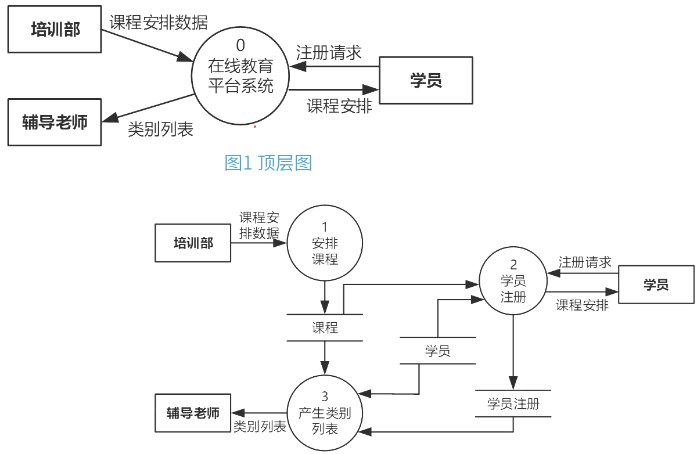 培训部
课程安排数据
0
在线教育
平台系统
注册请求
学员
课程安排
辅导老师
类别列表
图1 顶层图
培训部
课程安
排数据
1
安排
课程
2
学员
注册
注册请求
学员
课程安排
课程
学员
学员注册
辅导老师
类别列表
3
产生类别
列表